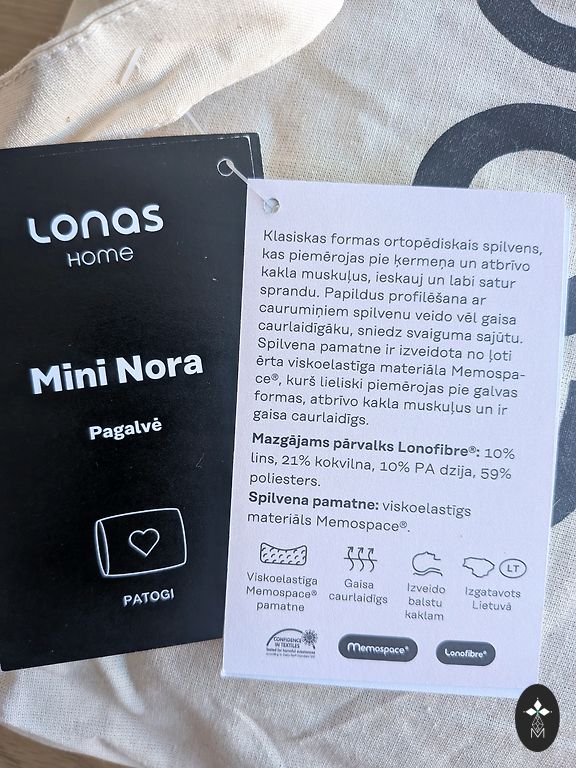 Lonas
HOME
Mini Nora
Pagalvė
PATOGI
Klasiskas formas ortopēdiskais spilvens,
kas piemērojas pie ķermeņa un atbrīvo
kakla muskuļus, ieskauj un labi satur
sprandu. Papildus profilēšana ar
caurumiņiem spilvenu veido vēl gaisa
caurlaidīgāku, sniedz svaiguma sajūtu.
Spilvena pamatne ir izveidota no ļoti
ērta viskoelastīga materiāla Memospa-
ce®, kurš lieliski piemērojas pie galvas
formas, atbrīvo kakla muskuļus un ir
gaisa caurlaidīgs.
Mazgājams pārvalks Lonofibre®: 10%
lins, 21% kokvilna, 10% PA dzija, 59%
poliesters.
Spilvena pamatne: viskoelastīgs
materiāls Memospace®.
Viskoelastīga
Memospace®
pamatne
Gaisa
caurlaidīgs
Izveido
balstu
kaklam
LT
Izgatavots
Lietuvā
CONFIDENCE
IN TEXTILES
Memospace®
Lonofibre®
M